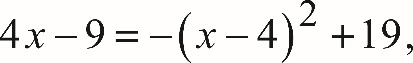 4x − 9 = −(x − 4)² + 19,